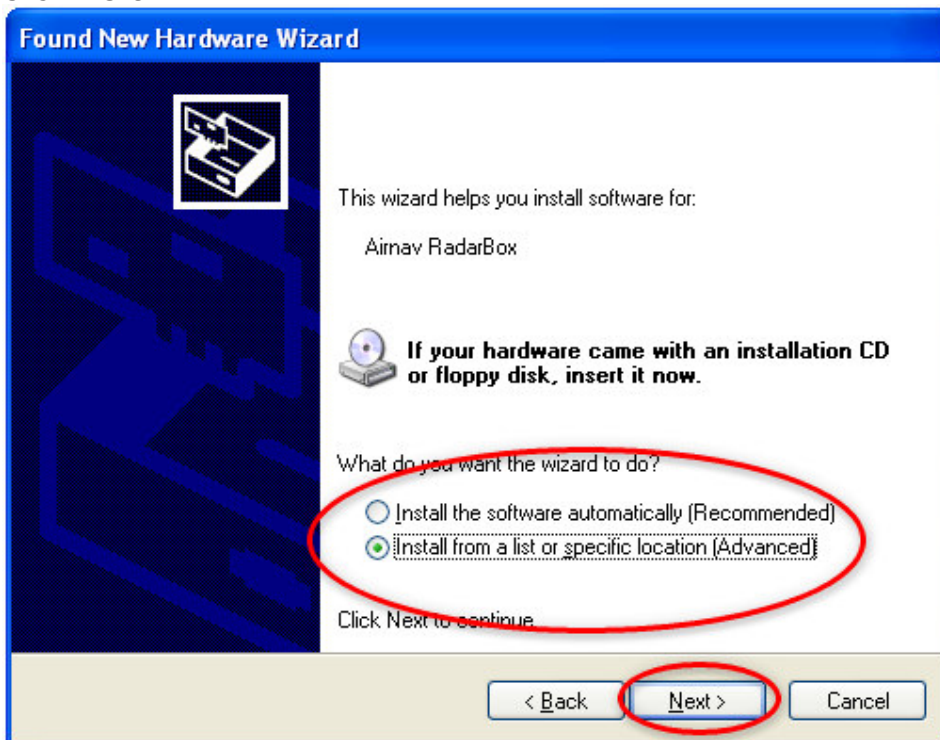 Found New Hardware Wizard
This wizard helps you install software for:
Airnav RadarBox
If your hardware came with an installation CD
or floppy disk, insert it now.
What do you want the wizard to do?
Install the software automatically (Recommended)
Install from a list or specific location (Advanced)
Click Next to continue.
< Back
Next >
Cancel